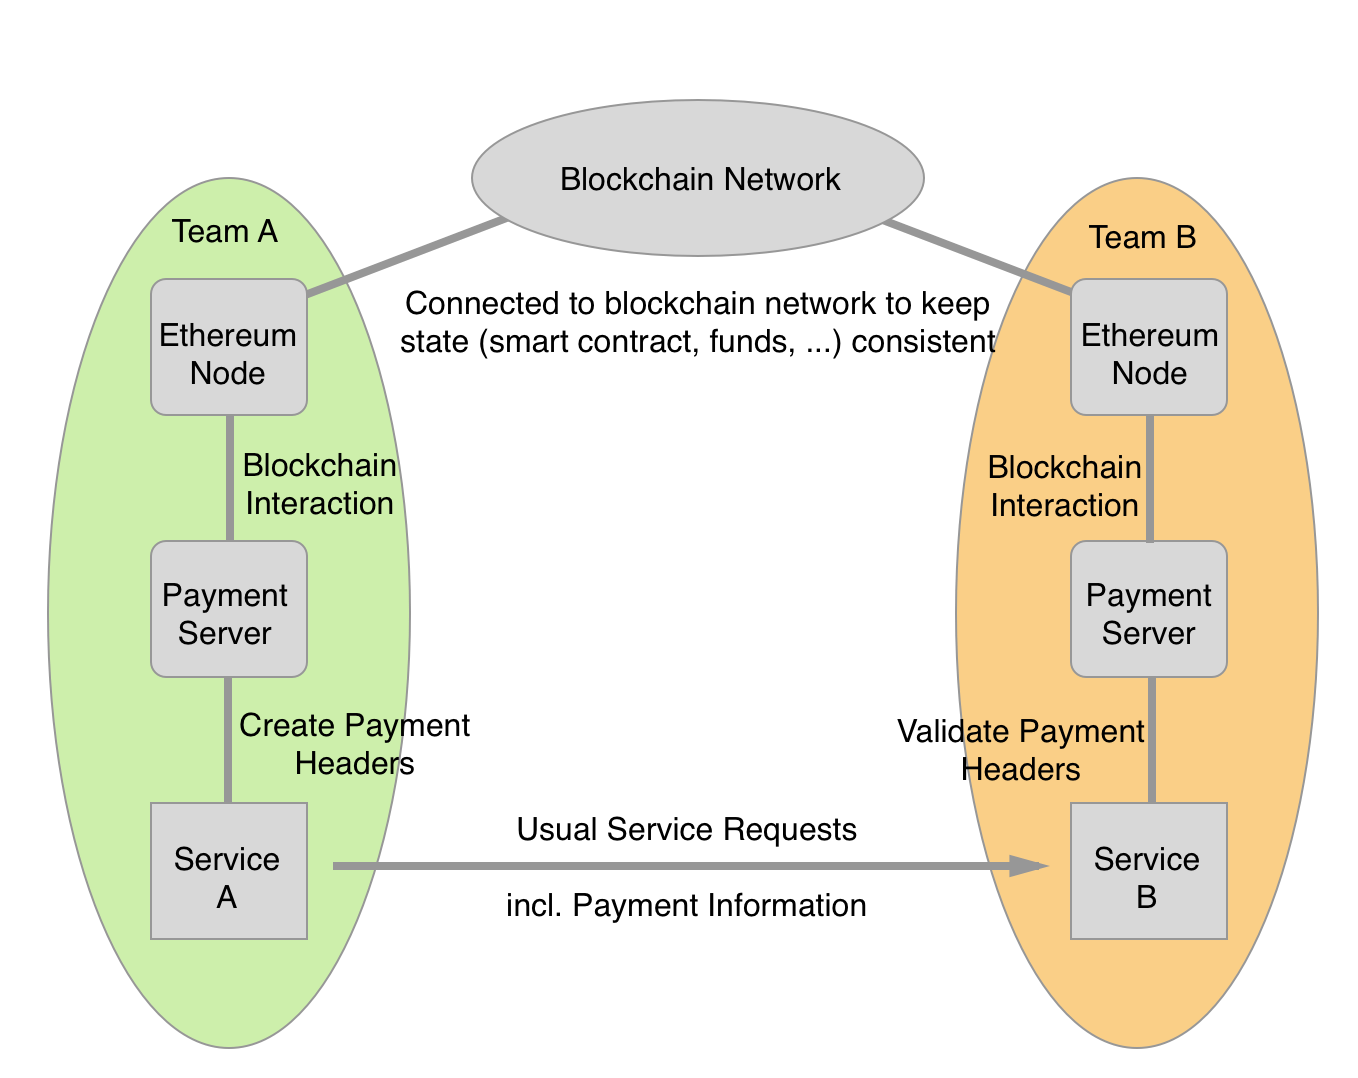 Blockchain Network
Team A
Team B
Connected to blockchain network to keep
state (smart contract, funds, ...) consistent
Ethereum
Node
Ethereum
Node
Blockchain
Interaction
Blockchain
Interaction
Payment
Server
Payment
Server
Create Payment
Headers
Validate Payment
Headers
Usual Service Requests
Service
A
Service
B
incl. Payment Information